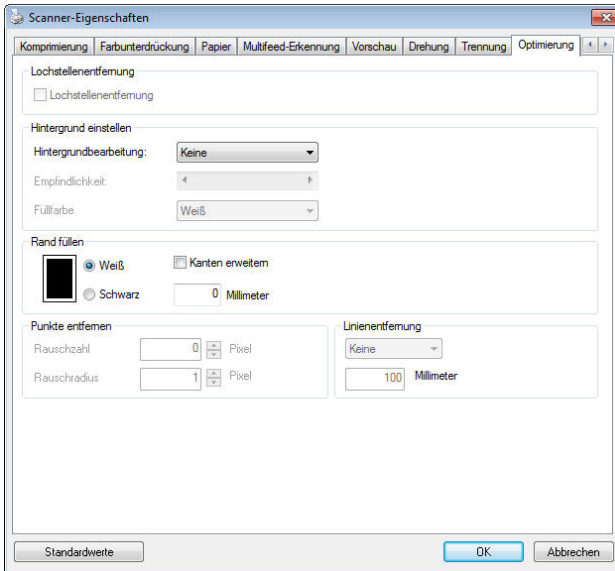 Scanner-Eigenschaften
Komprimierung Farbunterdrückung Papier Multifeed-Erkennung Vorschau Drehung Trennung Optimierung
Lochstellenentfernung
Lochstellenentfernung
Hintergrund einstellen
Hintergrundbearbeitung: Keine
Empfindlichkeit:
Füllfarbe Weiß
Rand füllen
Weiß Kanten erweitern
Schwarz 0 Millimeter
Punkte entfernen Linienentfernung
Rauschzahl 0 Pixel Keine
Rauschradius 1 Pixel 100 Millimeter
Standardwerte OK Abbrechen